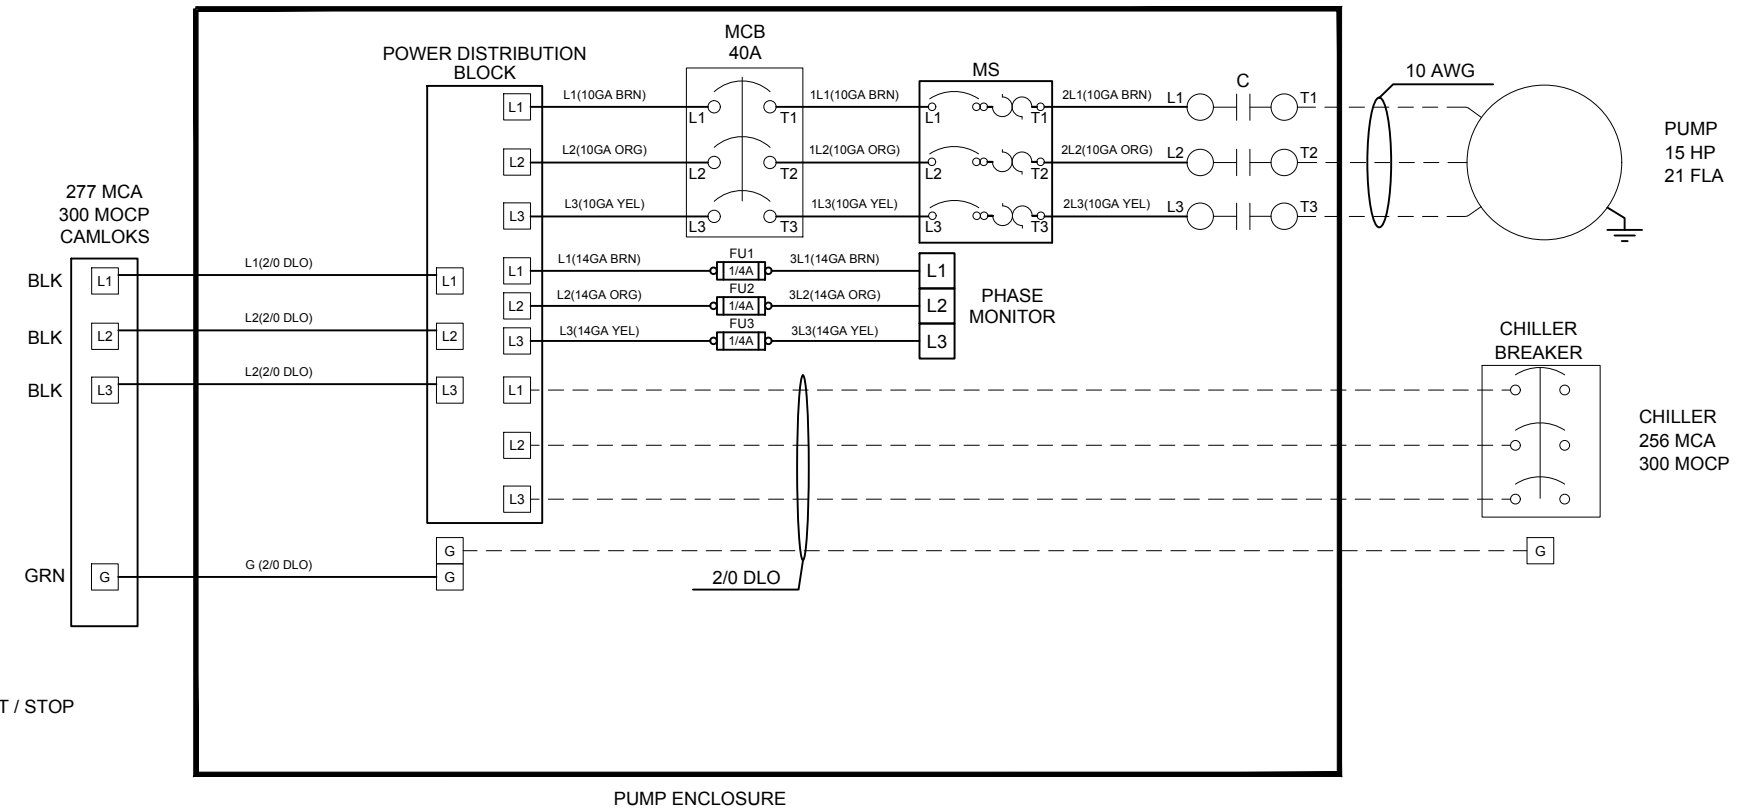 MCB
40A
POWER DISTRIBUTION
BLOCK
MS
C
10 AWG
PUMP
15 HP
21 FLA
L1 L1(10GA BRN) L1 T1 1L1(10GA BRN) L1 T1 2L1(10GA BRN) L1 T1
L2 L2(10GA ORG) L2 T2 1L2(10GA ORG) L2 T2 2L2(10GA ORG) L2 T2
L3 L3(10GA YEL) L3 T3 1L3(10GA YEL) L3 T3 2L3(10GA YEL) L3 T3
277 MCA
300 MOCP
CAMLOKS
FU1
L1 L1(14GA BRN) 1/4A 3L1(14GA BRN) L1
FU2
L2 L2(14GA ORG) 1/4A 3L2(14GA ORG) L2
FU3
L3 L3(14GA YEL) 1/4A 3L3(14GA YEL) L3
PHASE
MONITOR
BLK L1 L1(2/0 DLO) L1
BLK L2 L2(2/0 DLO) L2
BLK L3 L2(2/0 DLO) L3
L1
L2
L3
CHILLER
BREAKER
CHILLER
256 MCA
300 MOCP
G G
GRN G G (2/0 DLO) G
2/0 DLO
T / STOP
PUMP ENCLOSURE